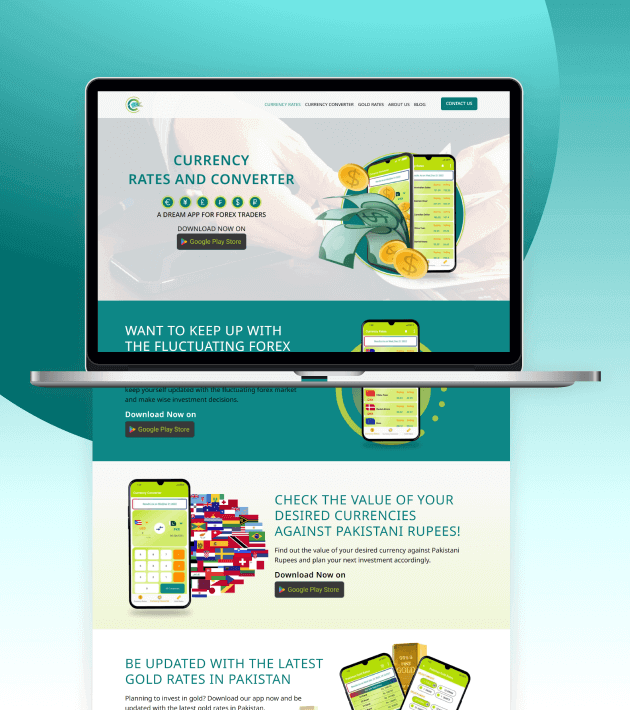 CURRENCY RATES CURRENCY CONVERTER GOLD RATES ABOUT US BLOG CONTACT US
CURRENCY
RATES AND CONVERTER
€ ¥ £ ₣ $ ₽
A DREAM APP FOR FOREX TRADERS
DOWNLOAD NOW ON
Google Play Store
WANT TO KEEP UP WITH
THE FLUCTUATING FOREX
keep yourself updated with the fluctuating forex market
and make wise investment decisions.
Download Now on
Google Play Store
CHECK THE VALUE OF YOUR
DESIRED CURRENCIES
AGAINST PAKISTANI RUPEES!
Find out the value of your desired currency against Pakistani
Rupees and plan your next investment accordingly.
Download Now on
Google Play Store
BE UPDATED WITH THE LATEST
GOLD RATES IN PAKISTAN
GOLD
Planning to invest in gold? Download our app now and be
updated with the latest gold rates in Pakistan.